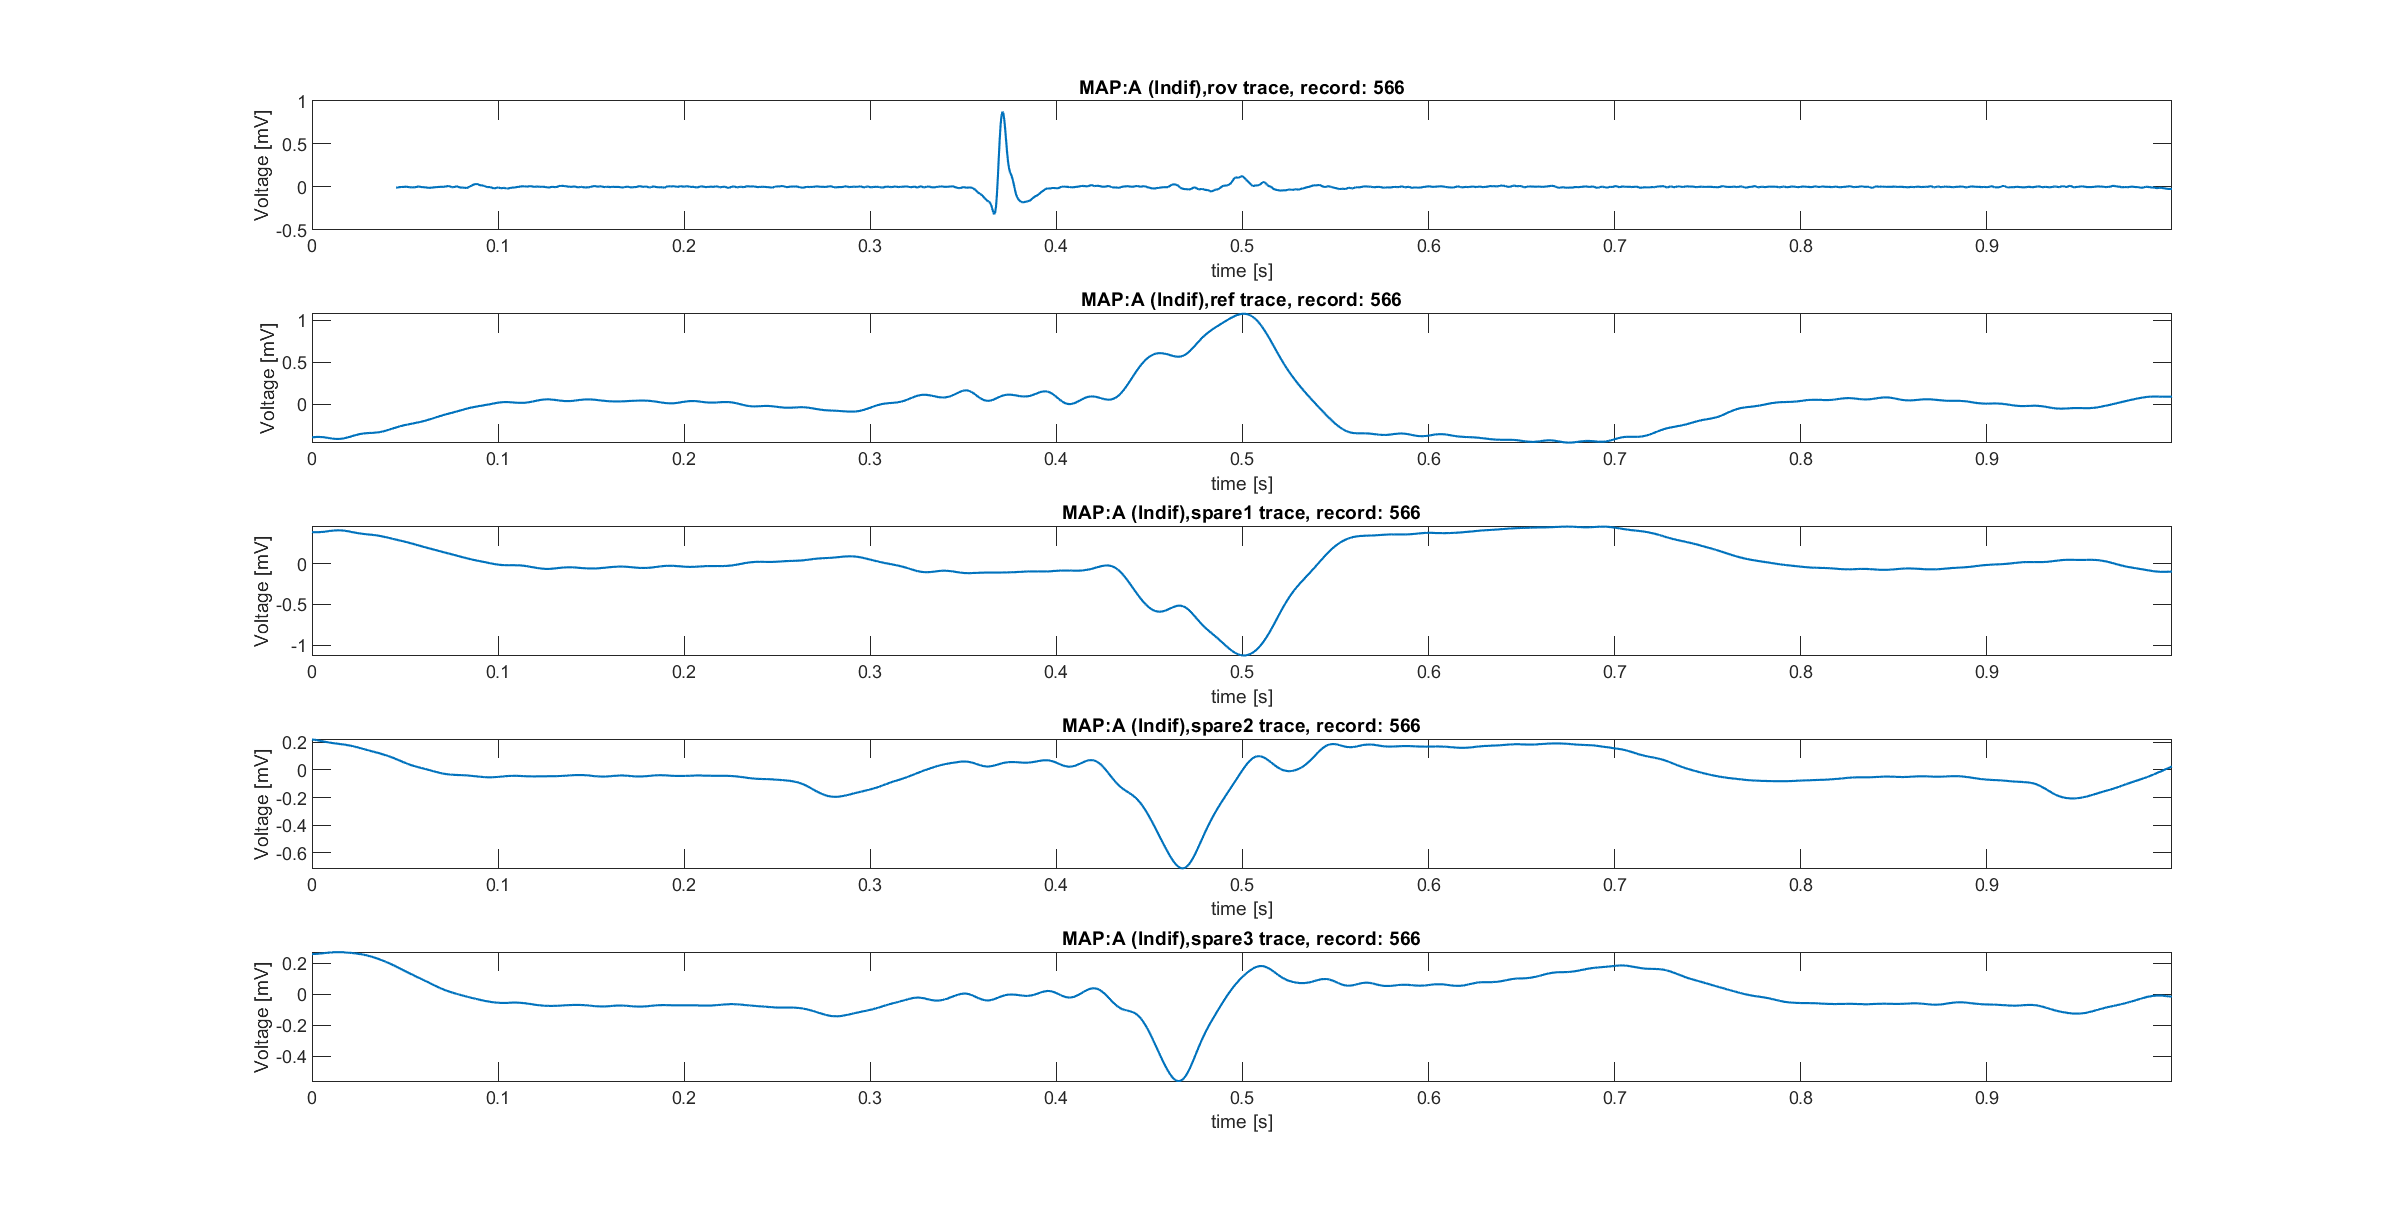 MAP:A (Indif),rov trace, record: 566
Voltage [mV]
1
0.5
0
-0.5
0 0.1 0.2 0.3 0.4 0.5 0.6 0.7 0.8 0.9
time [s]
MAP:A (Indif),ref trace, record: 566
Voltage [mV]
1
0.5
0
0 0.1 0.2 0.3 0.4 0.5 0.6 0.7 0.8 0.9
time [s]
MAP:A (Indif),spare1 trace, record: 566
Voltage [mV]
0
-0.5
-1
0 0.1 0.2 0.3 0.4 0.5 0.6 0.7 0.8 0.9
time [s]
MAP:A (Indif),spare2 trace, record: 566
Voltage [mV]
0.2
0
-0.2
-0.4
-0.6
0 0.1 0.2 0.3 0.4 0.5 0.6 0.7 0.8 0.9
time [s]
MAP:A (Indif),spare3 trace, record: 566
Voltage [mV]
0.2
0
-0.2
-0.4
0 0.1 0.2 0.3 0.4 0.5 0.6 0.7 0.8 0.9
time [s]